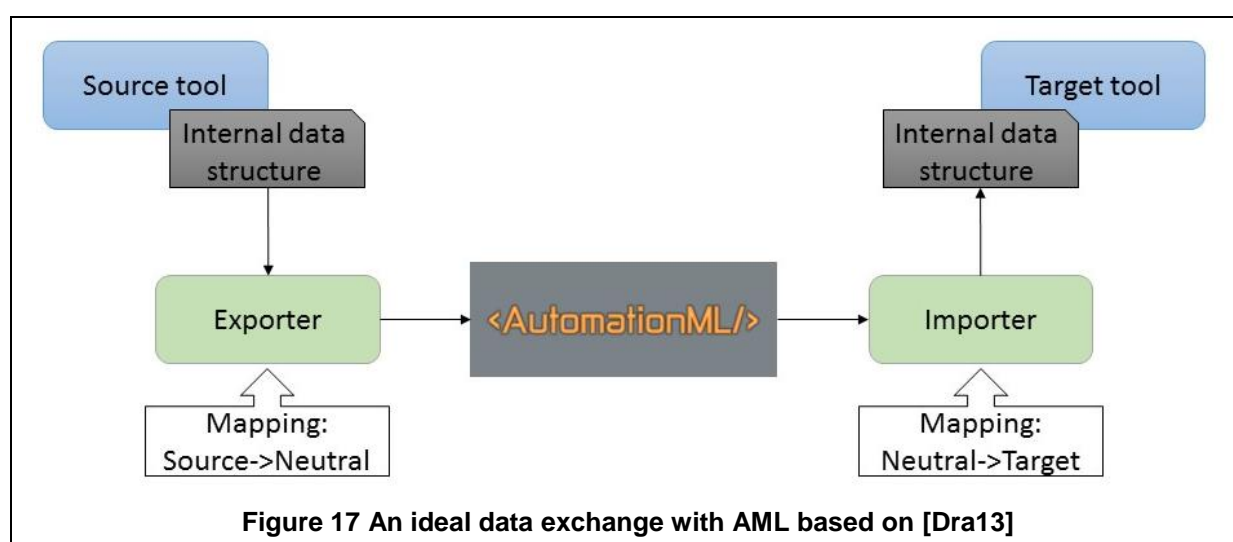 Source tool
Internal data
structure
Target tool
Internal data
structure
Exporter
<AutomationML/>
Importer
Mapping:
Source->Neutral
Mapping:
Neutral->Target
Figure 17 An ideal data exchange with AML based on [Dra13]